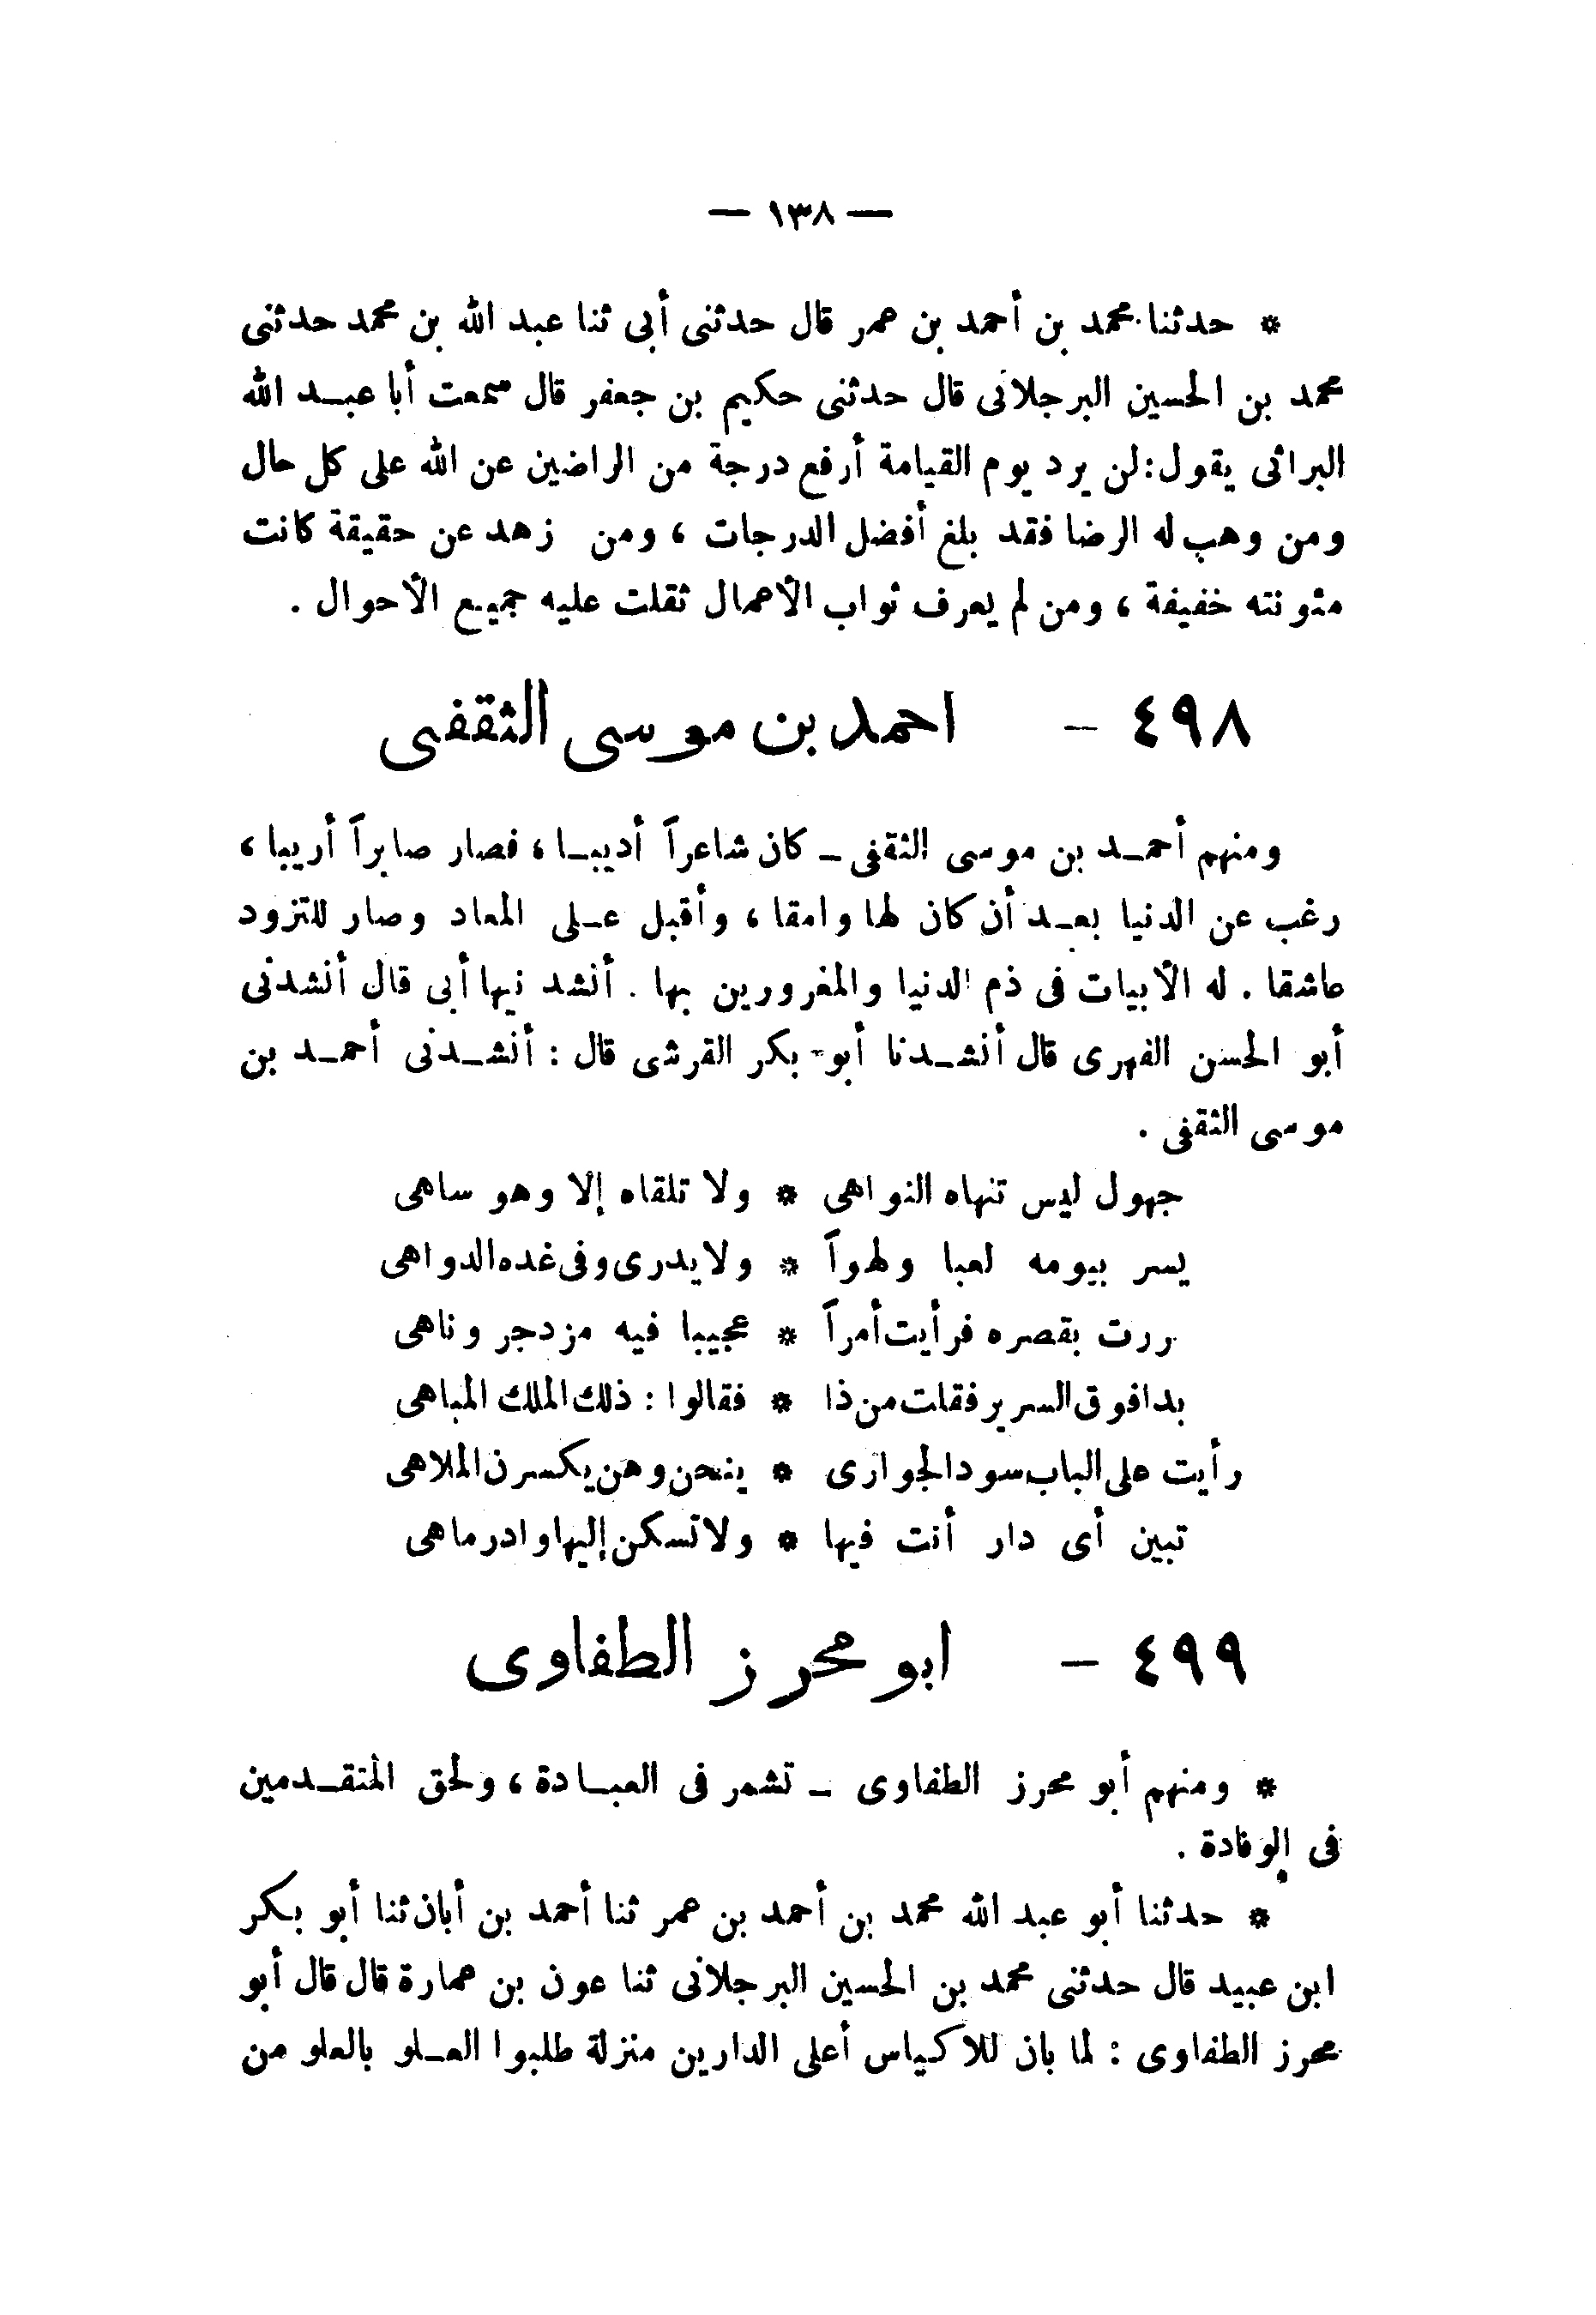 — ١٣٨ —
* حدثنا محمد بن أحمد بن عمر قال حدثنى أبى ثنا عبد الله بن محمد حدثنى
محمد بن الحسين البرجلانى قال حدثنى حكيم بن جعفر قال سمعت أبا عبد الله
البراثى يقول: لن يرد يوم القيامة أرفع درجة من الراضين عن الله على كل حال
ومن وهب له الرضا فقد بلغ أفضل الدرجات ، ومن زهد عن حقيقة كانت
مئونته خفيفة ، ومن لم يعرف ثواب الأعمال ثقلت عليه جميع الأحوال .
٤٩٨ - احمد بن موسى الثقفى
ومنهم أحمد بن موسى الثقفى ــ كان شاعراً أديبا ، فصار صابراً أريبا ،
رغب عن الدنيا بعد أن كان لها وامقا ، وأقبل على المعاد وصار للتزود
عاشقا . له الأبيات فى ذم الدنيا والمغرورين بها . أنشد نيها أبى قال أنشدنى
أبو الحسن الفهرى قال أنشدنا أبو بكر القرشى قال : أنشدنى أحمد بن
موسى الثقفى .
جهول ليس تنهاه النواهى * ولا تلقاه إلا وهو ساهى
يسر بيومه لعبا ولهواً * ولا يدرى وفى غده الدواهى
ررت بقصره فرأيت أمراً * عجيبا فيه مزدجر وناهى
بدا فوق السرير فقلت من ذا * فقالوا : ذلك الملك المباهى
رأيت على الباب سود الجوارى * ينحن وهن يكسرن الملاهى
تبين أى دار أنت فيها * ولا تسكن إليها وادر ماهى
٤٩٩ - ابو محرز الطفاوى
* ومنهم أبو محرز الطفاوى ــ تشمر فى العبادة ، ولحق المتقدمين
فى الوفادة .
* حدثنا أبو عبد الله محمد بن أحمد بن عمر ثنا أحمد بن أبان ثنا أبو بكر
ابن عبيد قال حدثنى محمد بن الحسين البرجلانى ثنا عون بن عمارة قال قال أبو
محرز الطفاوى : لما بان للأكياس أعلى الدارين منزلة طلبوا العلو بالعلو من